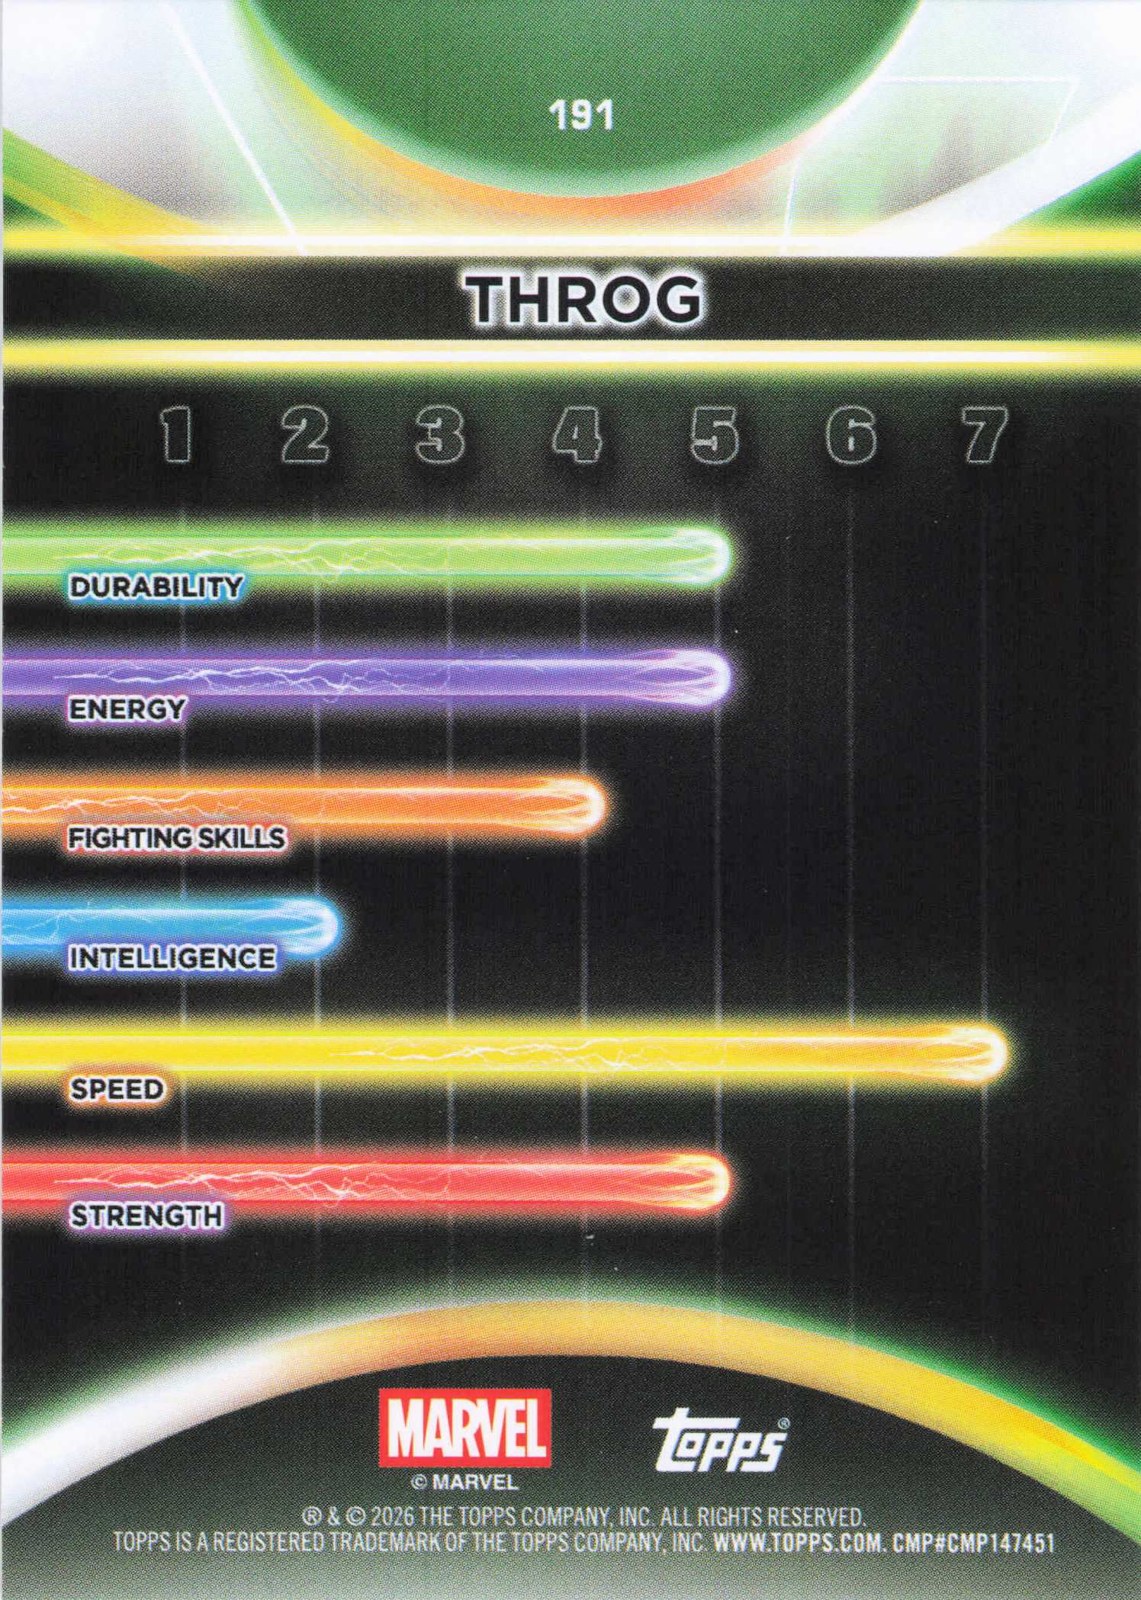 191
THROG
1 2 3 4 5 6 7
DURABILITY
ENERGY
FIGHTING SKILLS
INTELLIGENCE
SPEED
STRENGTH
MARVEL
© MARVEL
Topps®
® & © 2026 THE TOPPS COMPANY, INC. ALL RIGHTS RESERVED.
TOPPS IS A REGISTERED TRADEMARK OF THE TOPPS COMPANY, INC. WWW.TOPPS.COM. CMP#CMP147451